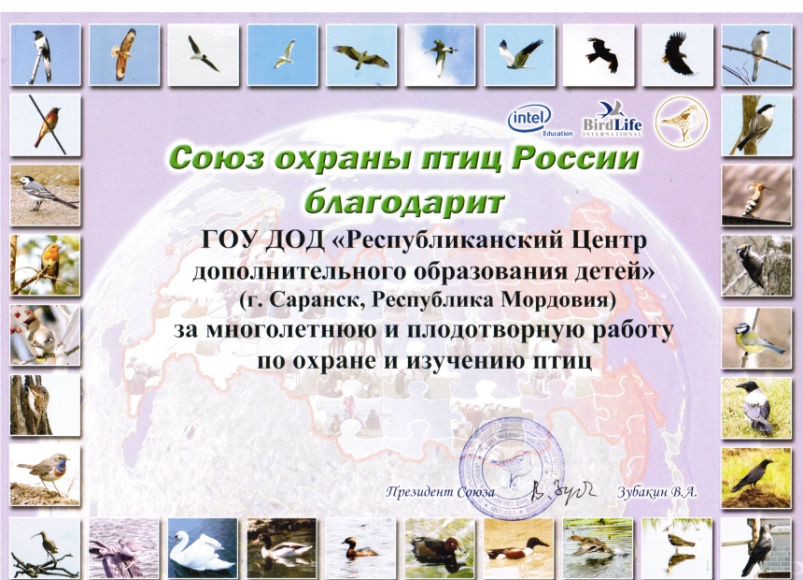 intel
Education
BirdLife
INTERNATIONAL
Союз охраны птиц России
благодарит
ГОУ ДОД «Республиканский Центр
дополнительного образования детей»
(г. Саранск, Республика Мордовия)
за многолетнюю и плодотворную работу
по охране и изучению птиц
Президент Союза
Зубакин В.А.